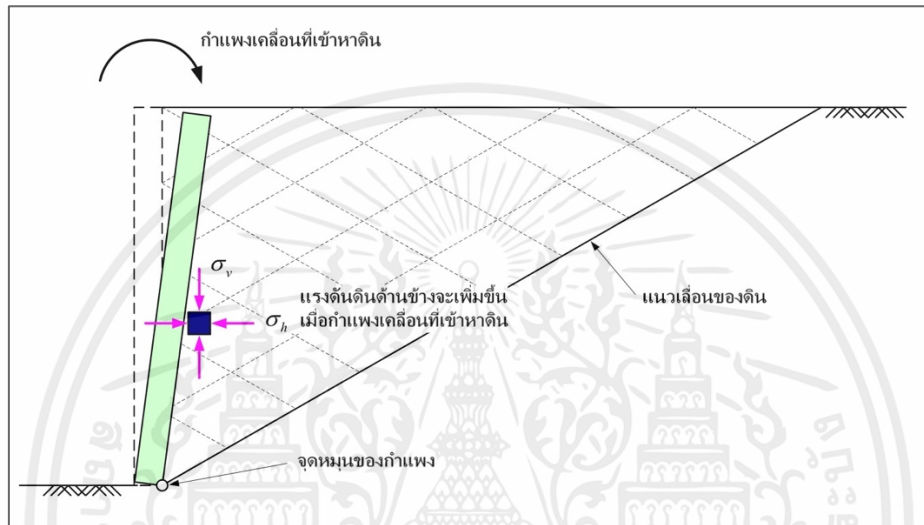 กำแพงเคลื่อนที่เข้าหาดิน
σv
แรงดันดินด้านข้างจะเพิ่มขึ้น
σh เมื่อกำแพงเคลื่อนที่เข้าหาดิน
แนวเลื่อนของดิน
จุดหมุนของกำแพง